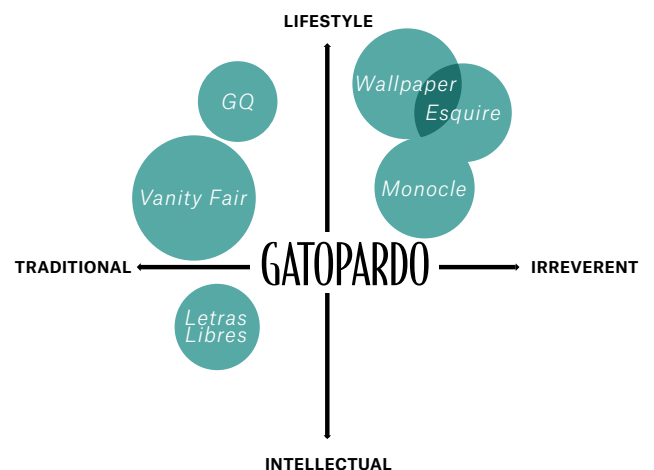 LIFESTYLE
Wallpaper
GQ
Esquire
Monocle
Vanity Fair
TRADITIONAL
GATOPARDO
IRREVERENT
Letras
Libres
INTELLECTUAL